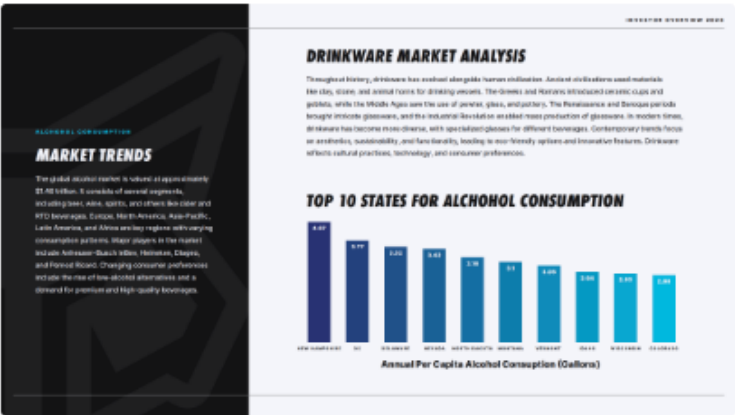 INVESTOR OVERVIEW 2023
ALCHOHOL CONSUMPTION
MARKET TRENDS
The global alcohol market is valued at approximately
$1.46 trillion. It consists of several segments,
including beer, wine, spirits, and others like cider and
RTD beverages. Europe, North America, Asia-Pacific,
Latin America, and Africa are key regions with varying
consumption patterns. Major players in the market
include Anheuser-Busch InBev, Heineken, Diageo,
and Pernod Ricard. Changing consumer preferences
include the rise of low-alcohol alternatives and a
demand for premium and high-quality beverages.
DRINKWARE MARKET ANALYSIS
Throughout history, drinkware has evolved alongside human civilization. Ancient civilizations used materials
like clay, stone, and animal horns for drinking vessels. The Greeks and Romans introduced ceramic cups and
goblets, while the Middle Ages saw the use of pewter, glass, and pottery. The Renaissance and Baroque periods
brought intricate glassware, and the Industrial Revolution enabled mass production of glassware. In modern times,
drinkware has become more diverse, with specialized glasses for different beverages. Contemporary trends focus
on aesthetics, sustainability, and functionality, leading to eco-friendly options and innovative features. Drinkware
reflects cultural practices, technology, and consumer preferences.
TOP 10 STATES FOR ALCHOHOL CONSUMPTION
NEW HAMPSHIRE DC DELAWARE NEVADA NORTH DAKOTA MONTANA VERMONT IDAHO WISCONSIN COLORADO
Annual Per Capita Alcohol Consuption (Gallons)